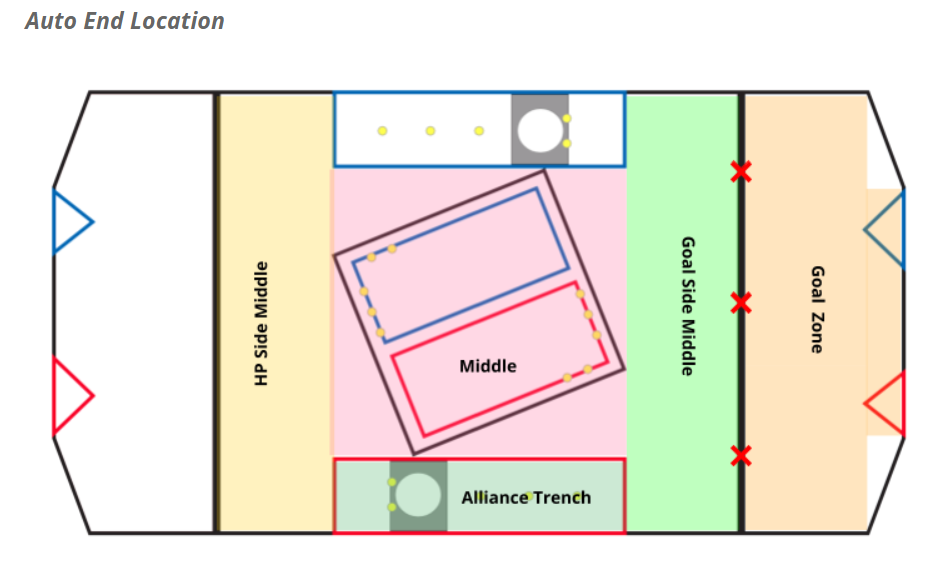 Auto End Location
HP Side Middle
Middle
Goal Side Middle
Goal Zone
Alliance Trench